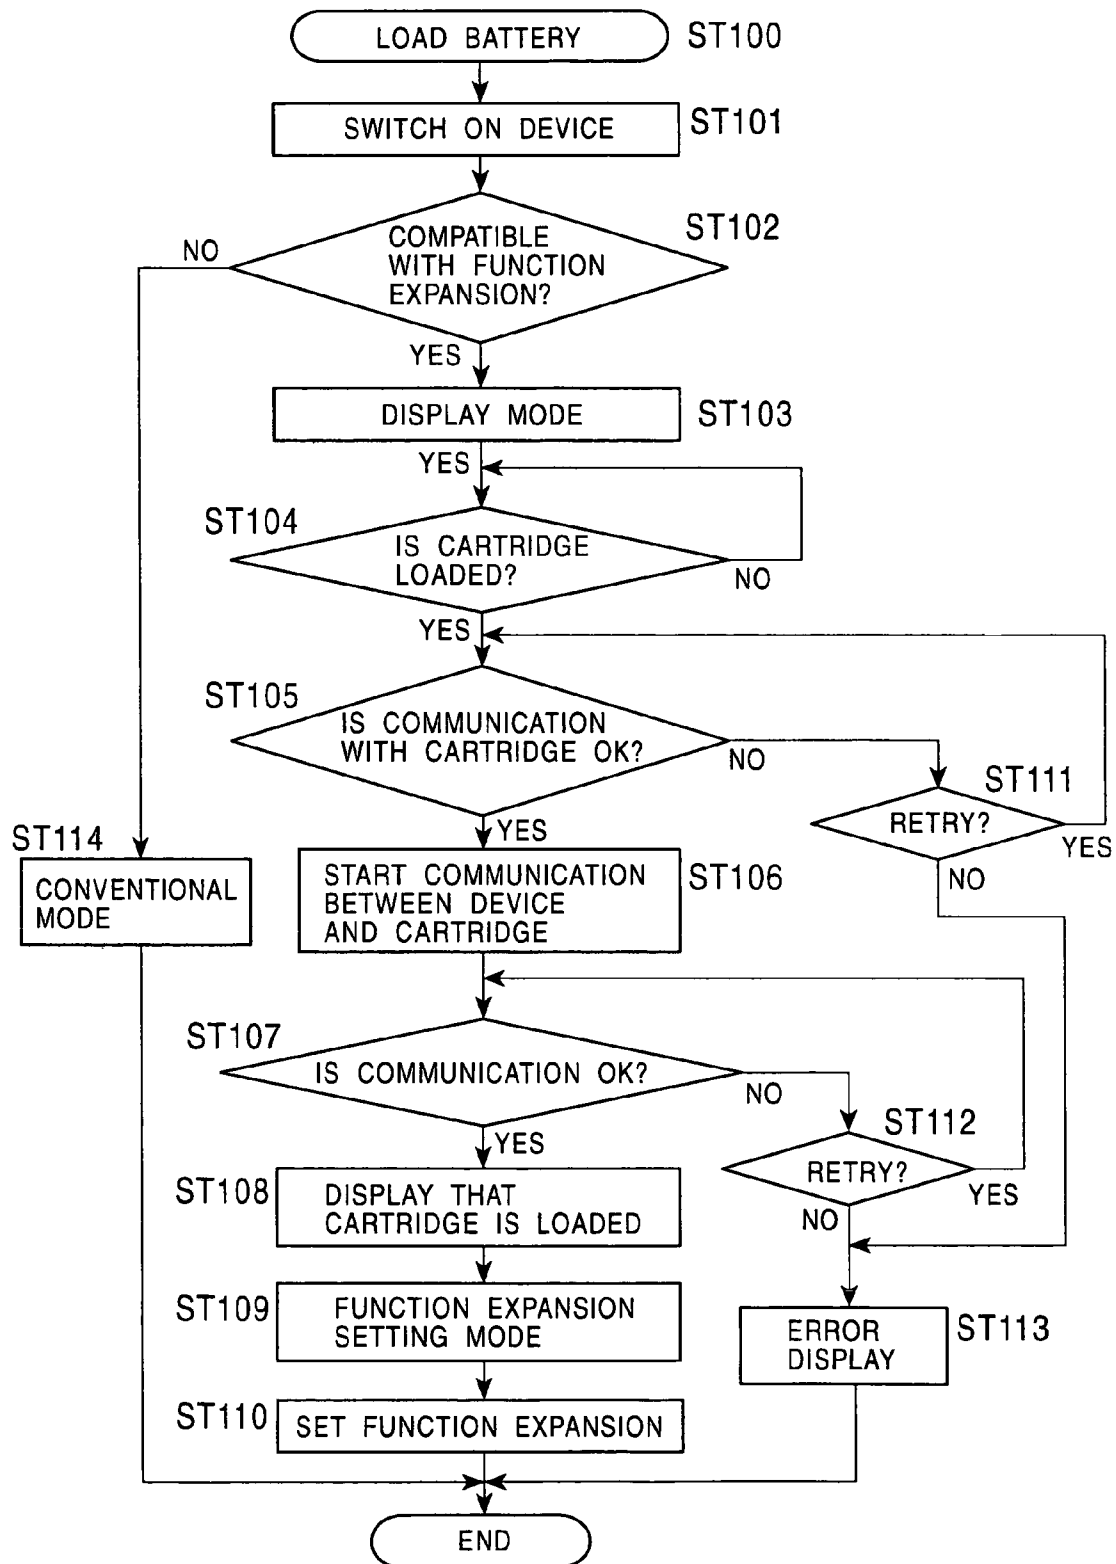 LOAD BATTERY
ST100
SWITCH ON DEVICE
ST101
COMPATIBLE
WITH FUNCTION
EXPANSION?
ST102
NO
YES
DISPLAY MODE
ST103
YES
ST104
IS CARTRIDGE
LOADED?
NO
YES
ST105
IS COMMUNICATION
WITH CARTRIDGE OK?
NO
ST111
RETRY?
YES
NO
YES
ST114
CONVENTIONAL
MODE
START COMMUNICATION
BETWEEN DEVICE
AND CARTRIDGE
ST106
ST107
IS COMMUNICATION OK?
NO
ST112
RETRY?
YES
NO
YES
ST108
DISPLAY THAT
CARTRIDGE IS LOADED
ST109
FUNCTION EXPANSION
SETTING MODE
ERROR
DISPLAY
ST113
ST110
SET FUNCTION EXPANSION
END